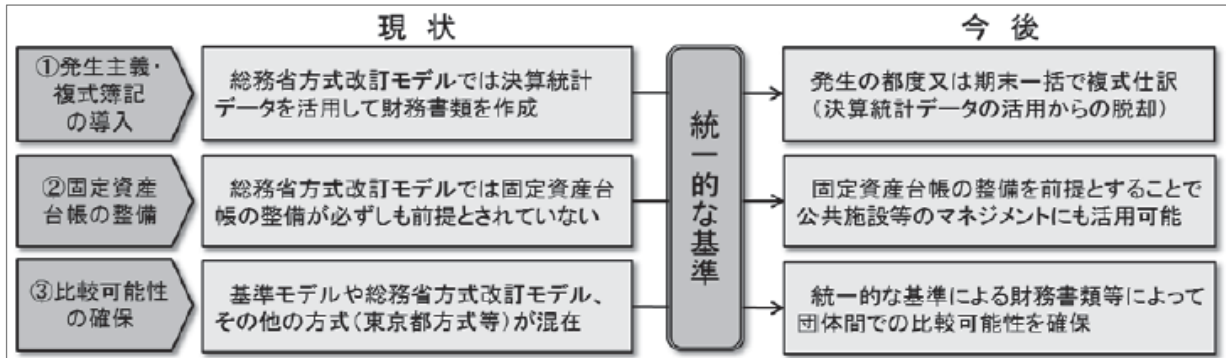 現 状
今 後
①発生主義・
複式簿記
の導入
総務省方式改訂モデルでは決算統計
データを活用して財務書類を作成
発生の都度又は期末一括で複式仕訳
(決算統計データの活用からの脱却)
統一的な基準
②固定資産
台帳の整備
総務省方式改訂モデルでは固定資産台
帳の整備が必ずしも前提とされていない
固定資産台帳の整備を前提とすることで
公共施設等のマネジメントにも活用可能
③比較可能性
の確保
基準モデルや総務省方式改訂モデル、
その他の方式(東京都方式等)が混在
統一的な基準による財務書類等によって
団体間での比較可能性を確保